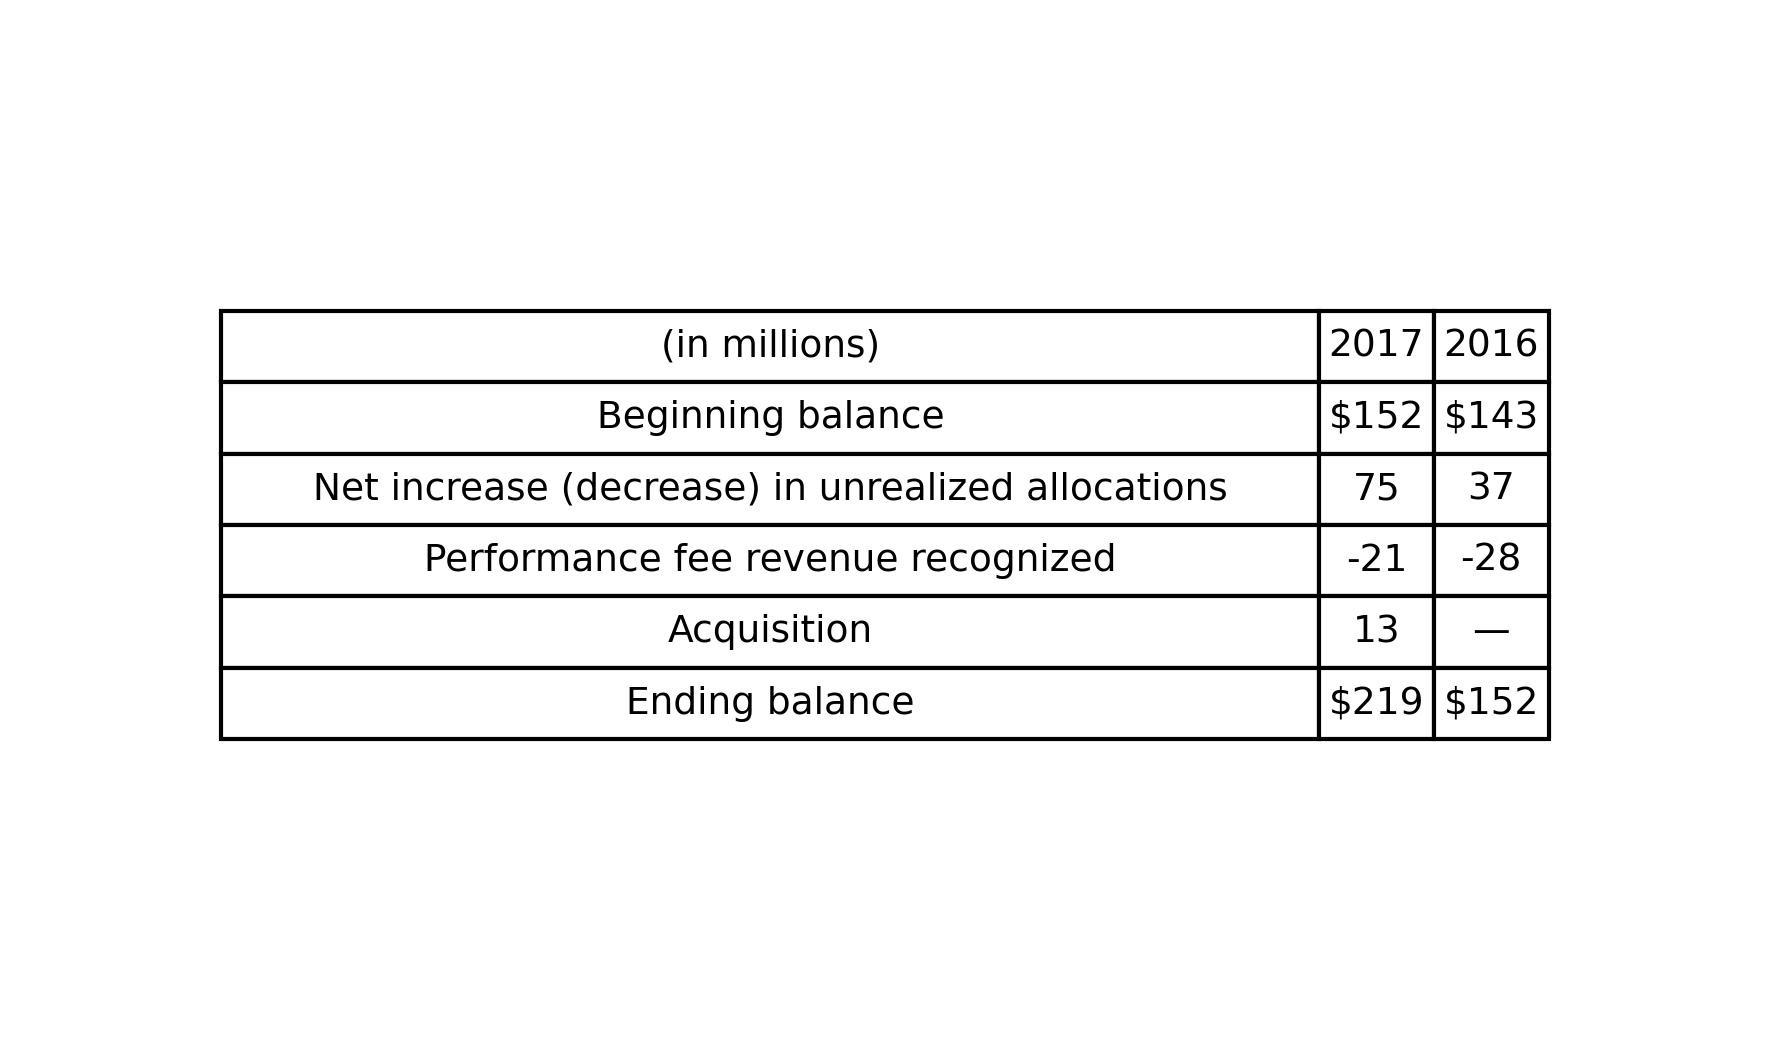 (in millions) 2017 2016
Beginning balance $152 $143
Net increase (decrease) in unrealized allocations 75 37
Performance fee revenue recognized -21 -28
Acquisition 13 —
Ending balance $219 $152